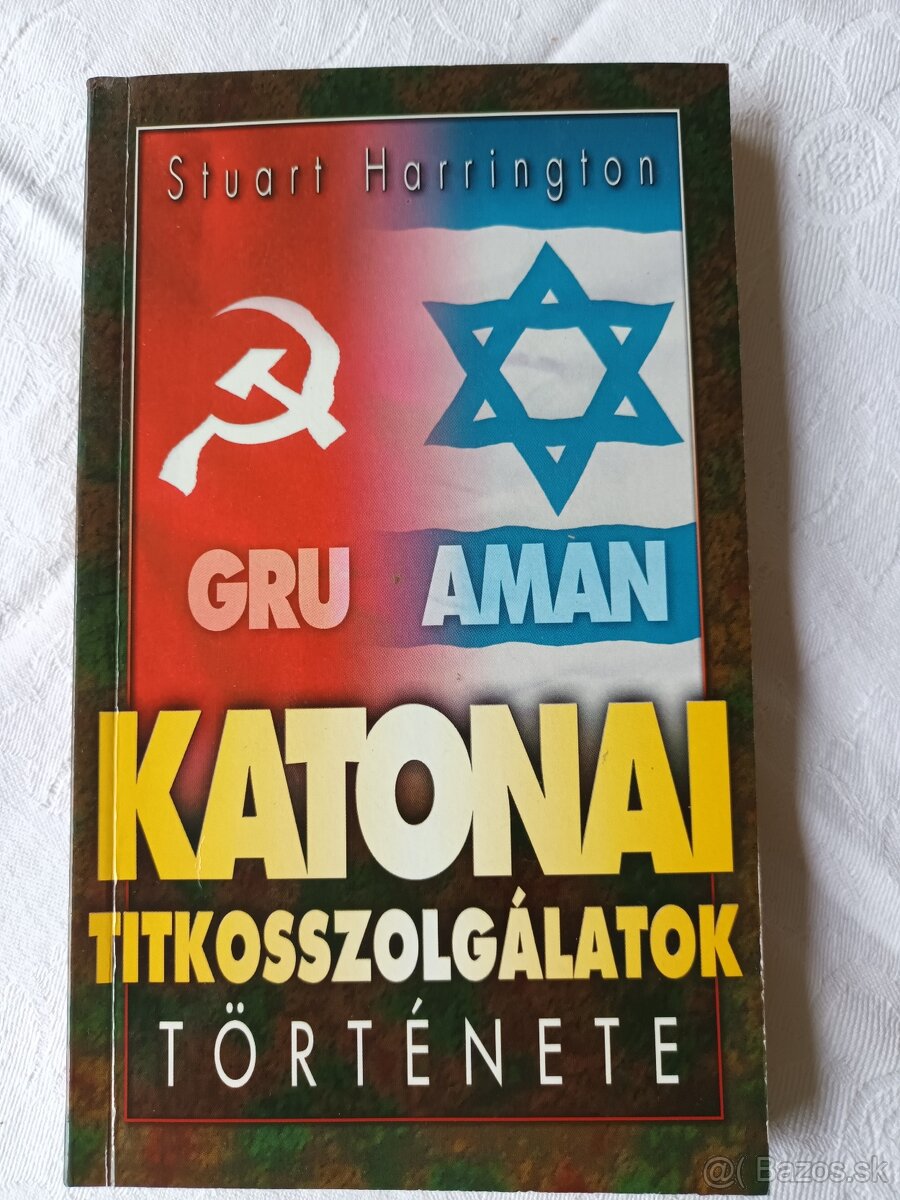 Stuart Harrington
GRU AMAN
KATONAI
TITKOSSZOLGÁLATOK
TÖRTÉNETE
@( Bazos.sk